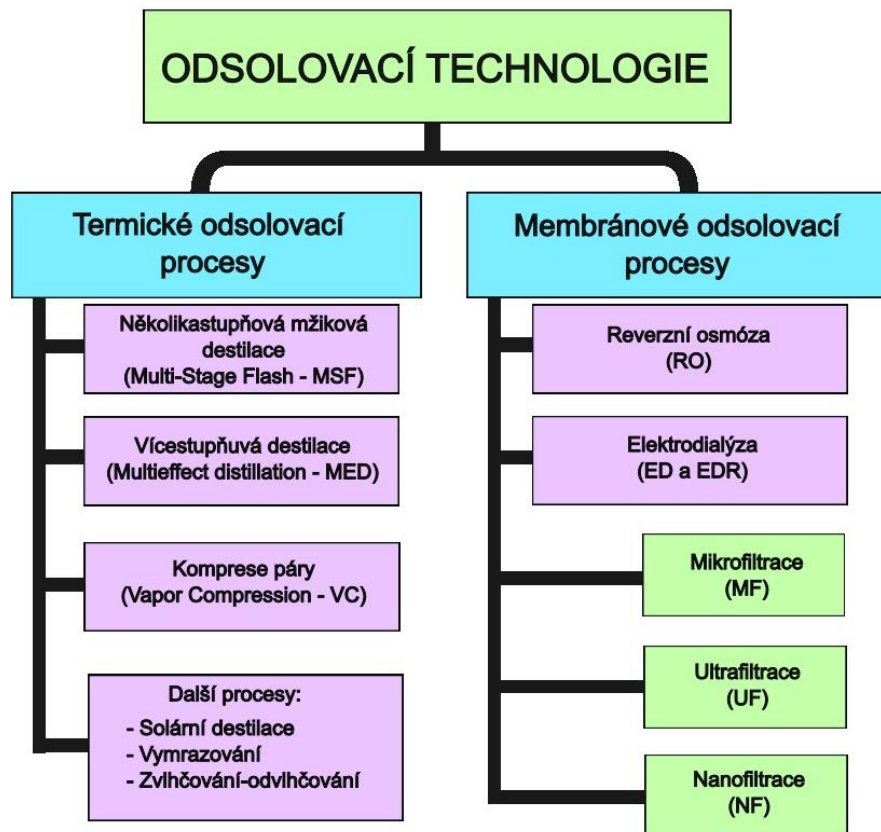 ODSOLOVACÍ TECHNOLOGIE
Termické odsolovací
procesy
Několikastupňová mžiková
destilace
(Multi-Stage Flash - MSF)
Vícestupňuvá destilace
(Multieffect distillation - MED)
Komprese páry
(Vapor Compression - VC)
Další procesy:
- Solární destilace
- Vymrazování
- Zvlhčování-odvlhčování
Membránové odsolovací
procesy
Reverzní osmóza
(RO)
Elektrodialýza
(ED a EDR)
Mikrofiltrace
(MF)
Ultrafiltrace
(UF)
Nanofiltrace
(NF)